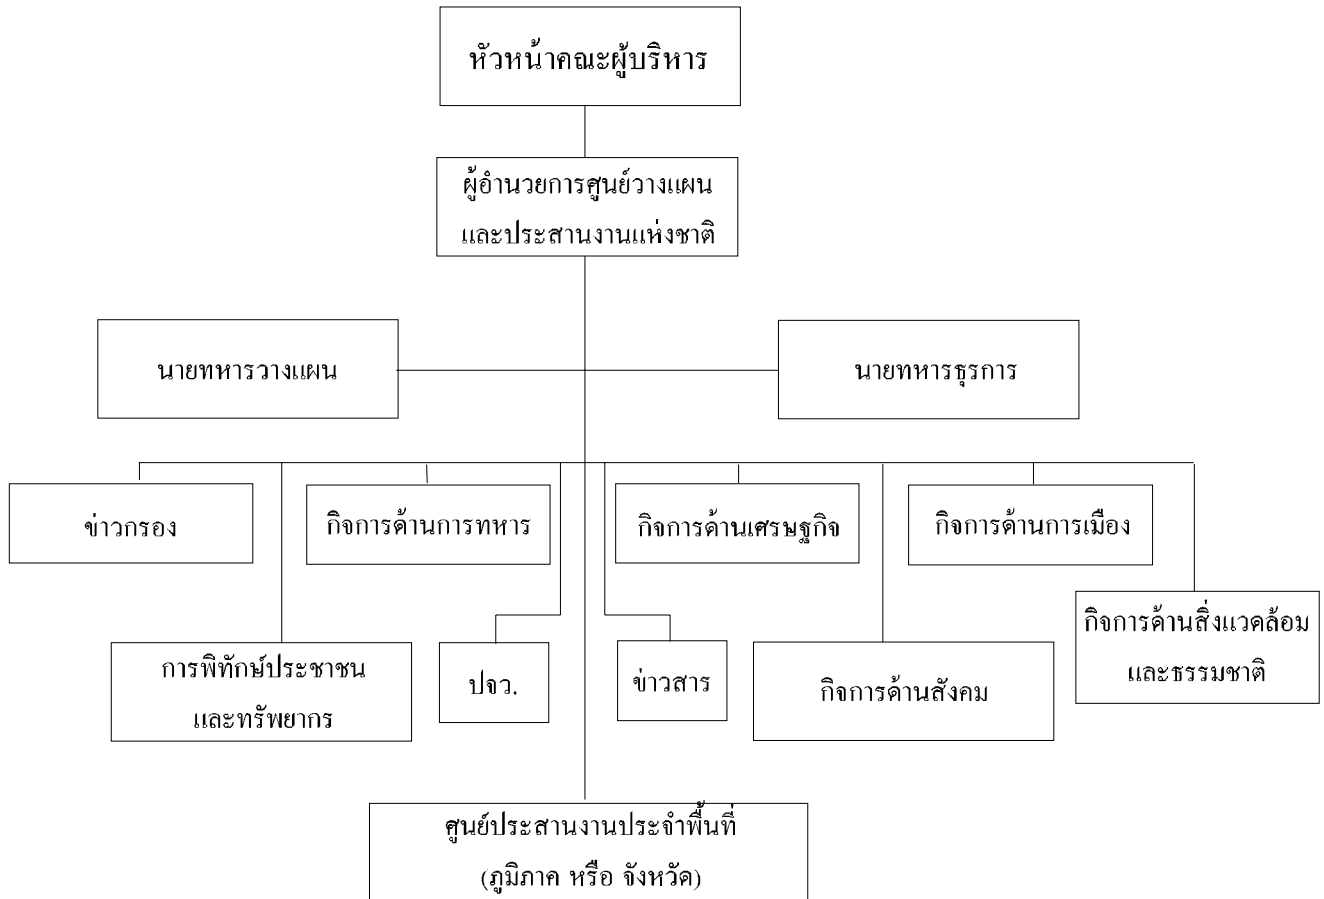 หัวหน้าคณะผู้บริหาร
ผู้อำนวยการศูนย์วางแผน
และประสานงานแห่งชาติ
นายทหารวางแผน
นายทหารธุรการ
ข่าวกรอง
กิจการด้านการทหาร
กิจการด้านเศรษฐกิจ
กิจการด้านการเมือง
กิจการด้านสิ่งแวดล้อม
และธรรมชาติ
การพิทักษ์ประชาชน
และทรัพยากร
ปจว.
ข่าวสาร
กิจการด้านสังคม
ศูนย์ประสานงานประจำพื้นที่
(ภูมิภาค หรือ จังหวัด)